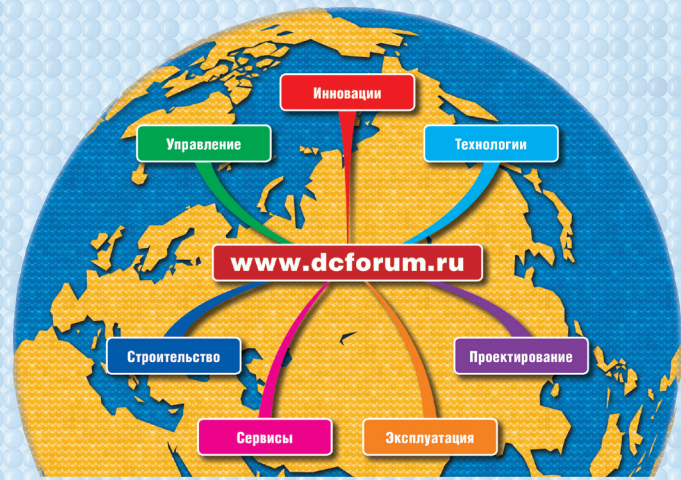 Инновации
Управление
Технологии
www.dcforum.ru
Строительство
Проектирование
Сервисы
Эксплуатация